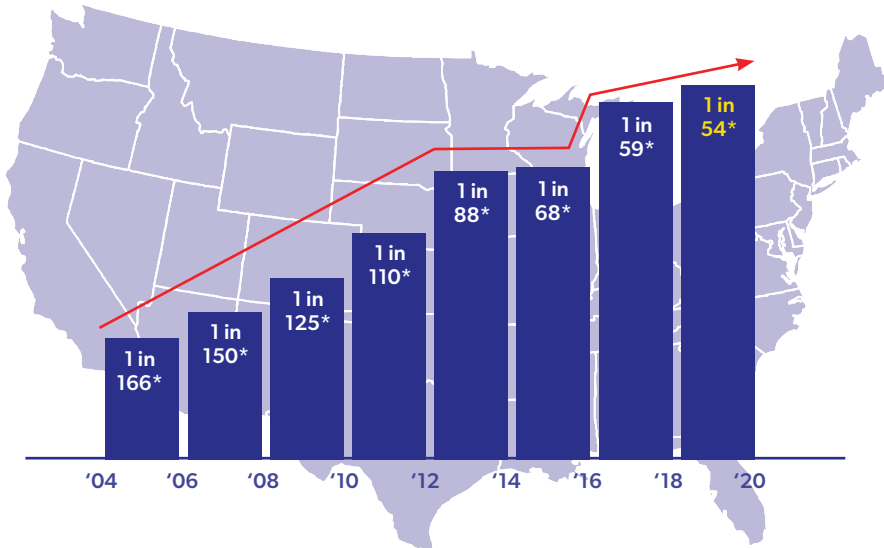 1 in
166*
1 in
150*
1 in
125*
1 in
110*
1 in
88*
1 in
68*
1 in
59*
1 in
54*
‘04 ‘06 ‘08 ‘10 ‘12 ‘14 ‘16 ‘18 ‘20